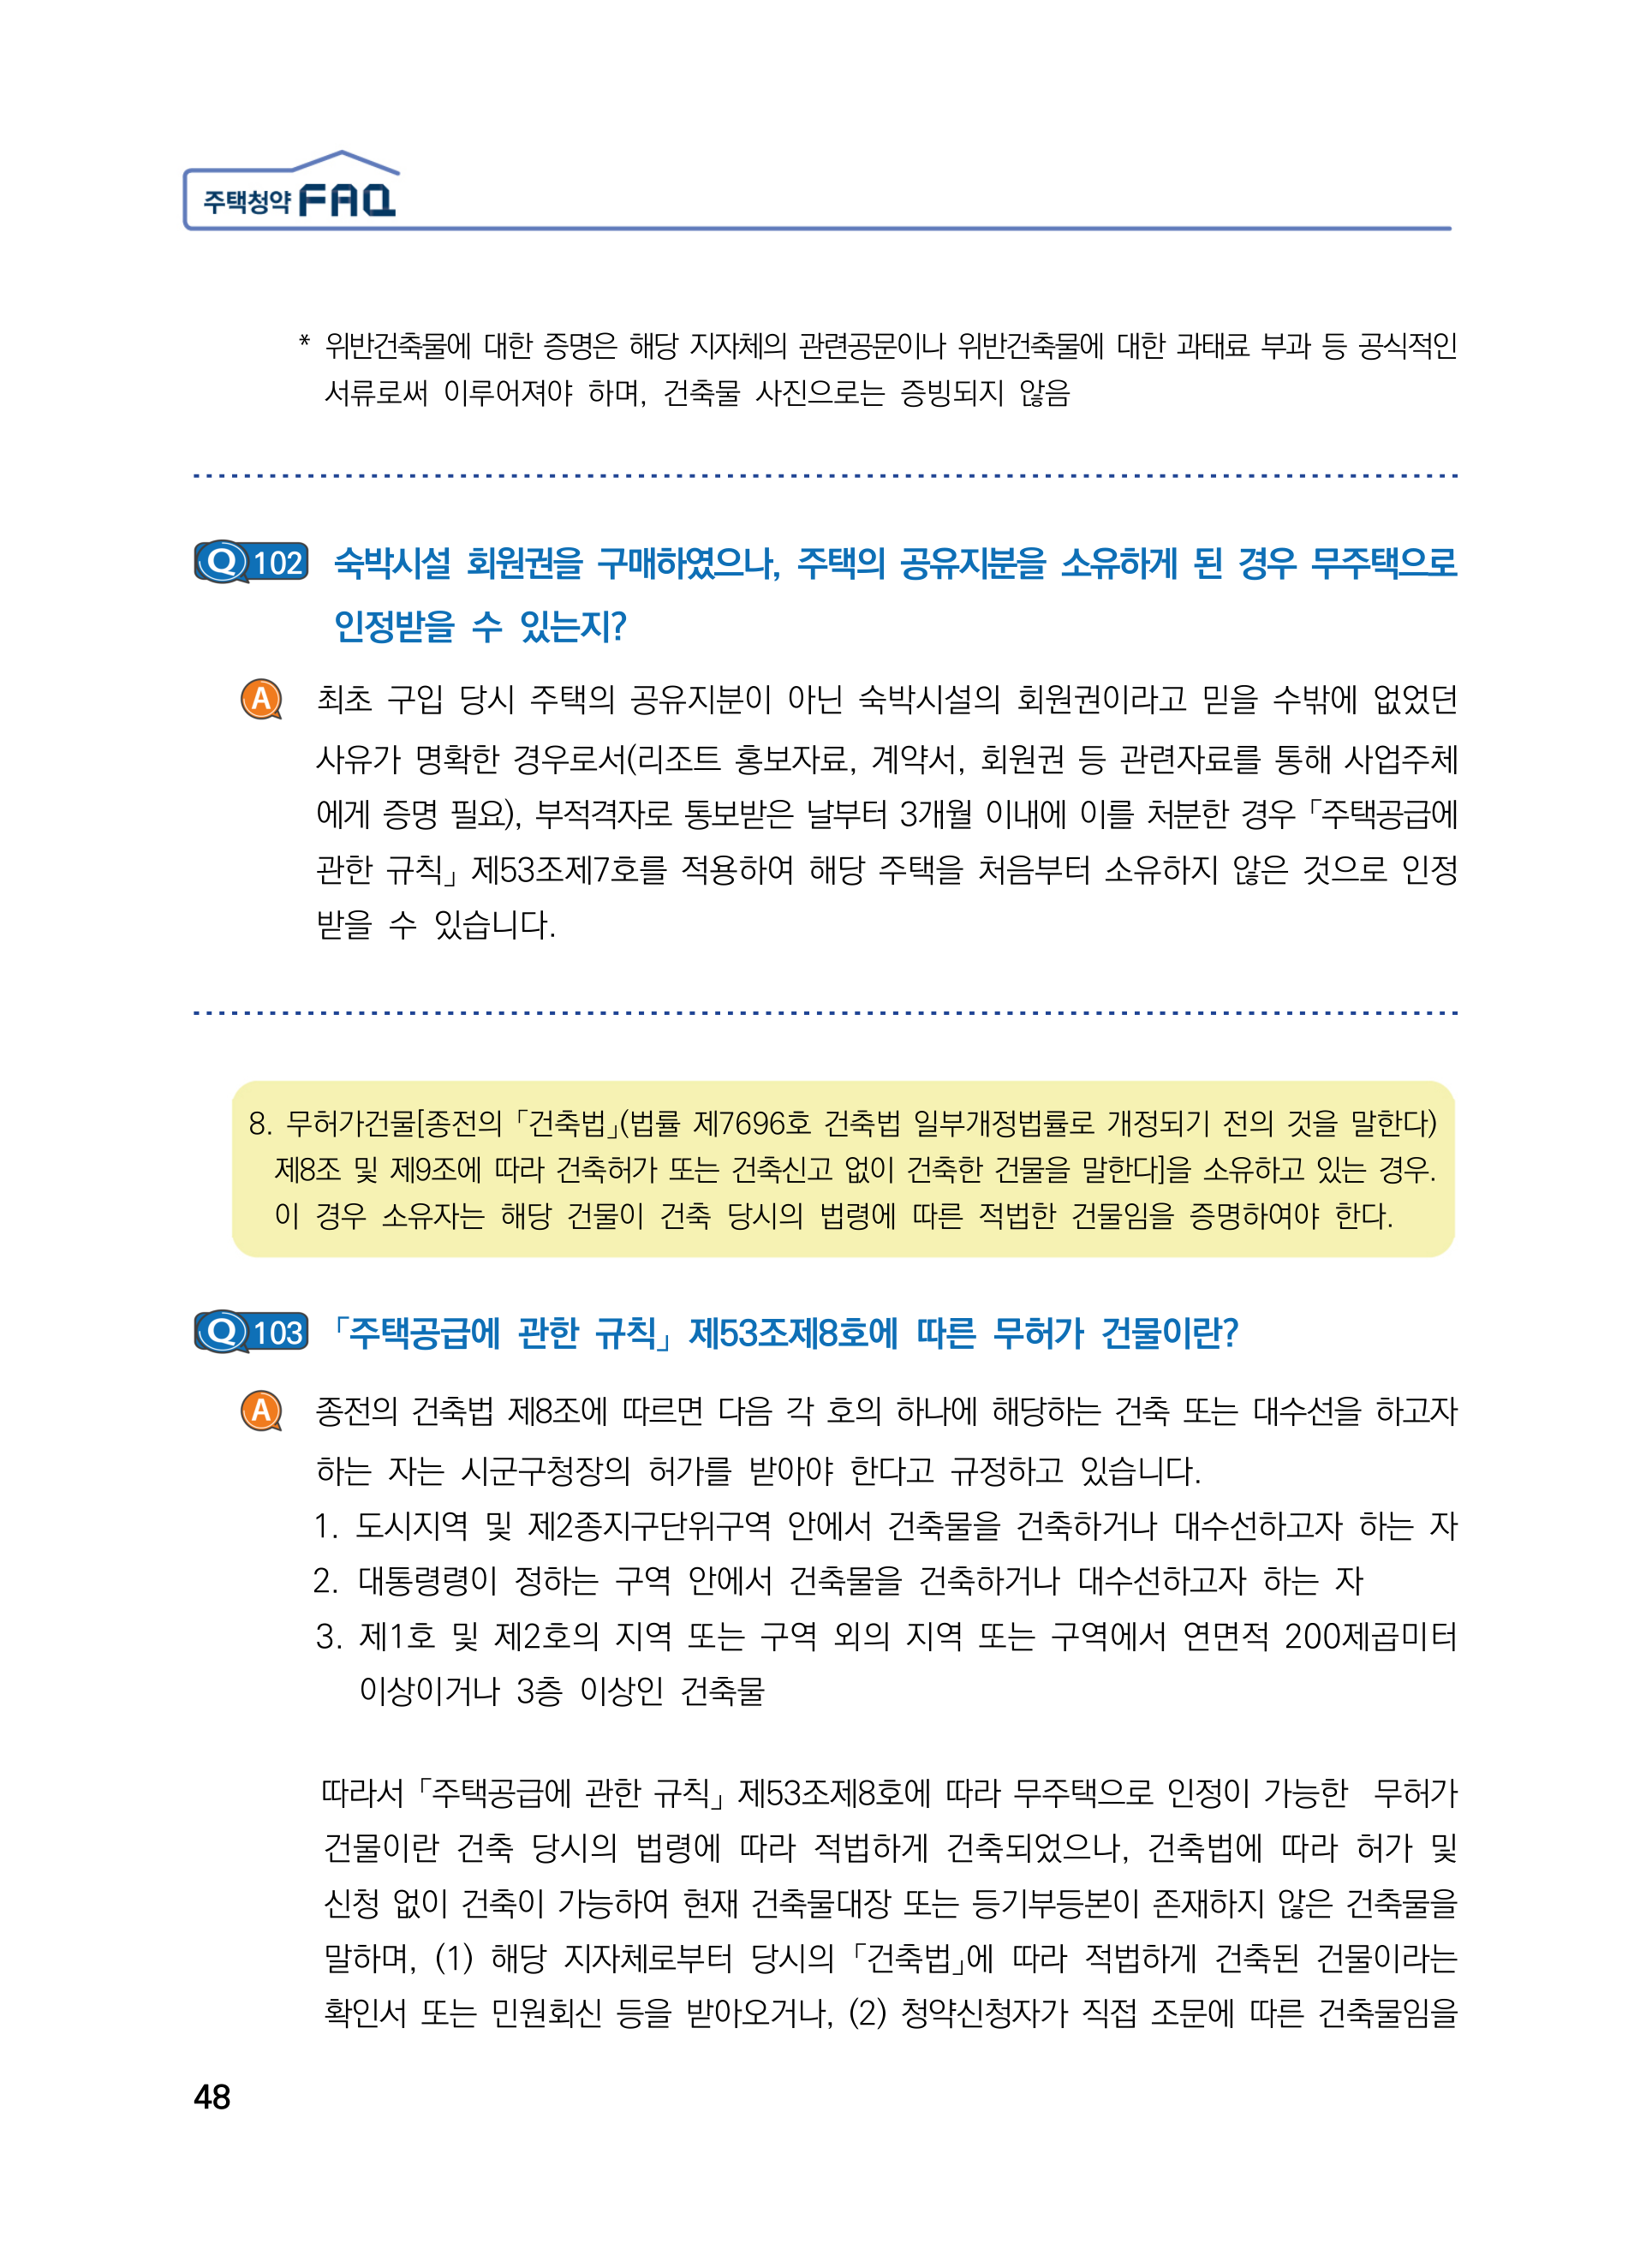 주택청약 FAQ
* 위반건축물에 대한 증명은 해당 지자체의 관련공문이나 위반건축물에 대한 과태료 부과 등 공식적인
서류로써 이루어져야 하며, 건축물 사진으로는 증빙되지 않음
Q 102 숙박시설 회원권을 구매하였으나, 주택의 공유지분을 소유하게 된 경우 무주택으로
인정받을 수 있는지?
A 최초 구입 당시 주택의 공유지분이 아닌 숙박시설의 회원권이라고 믿을 수밖에 없었던
사유가 명확한 경우로서(리조트 홍보자료, 계약서, 회원권 등 관련자료를 통해 사업주체
에게 증명 필요), 부적격자로 통보받은 날부터 3개월 이내에 이를 처분한 경우 「주택공급에
관한 규칙」 제53조제7호를 적용하여 해당 주택을 처음부터 소유하지 않은 것으로 인정
받을 수 있습니다.
8. 무허가건물[종전의 「건축법」(법률 제7696호 건축법 일부개정법률로 개정되기 전의 것을 말한다)
제8조 및 제9조에 따라 건축허가 또는 건축신고 없이 건축한 건물을 말한다]을 소유하고 있는 경우.
이 경우 소유자는 해당 건물이 건축 당시의 법령에 따른 적법한 건물임을 증명하여야 한다.
Q 103 「주택공급에 관한 규칙」 제53조제8호에 따른 무허가 건물이란?
A 종전의 건축법 제8조에 따르면 다음 각 호의 하나에 해당하는 건축 또는 대수선을 하고자
하는 자는 시군구청장의 허가를 받아야 한다고 규정하고 있습니다.
1. 도시지역 및 제2종지구단위구역 안에서 건축물을 건축하거나 대수선하고자 하는 자
2. 대통령령이 정하는 구역 안에서 건축물을 건축하거나 대수선하고자 하는 자
3. 제1호 및 제2호의 지역 또는 구역 외의 지역 또는 구역에서 연면적 200제곱미터
이상이거나 3층 이상인 건축물
따라서 「주택공급에 관한 규칙」 제53조제8호에 따라 무주택으로 인정이 가능한 무허가
건물이란 건축 당시의 법령에 따라 적법하게 건축되었으나, 건축법에 따라 허가 및
신청 없이 건축이 가능하여 현재 건축물대장 또는 등기부등본이 존재하지 않은 건축물을
말하며, (1) 해당 지자체로부터 당시의 「건축법」에 따라 적법하게 건축된 건물이라는
확인서 또는 민원회신 등을 받아오거나, (2) 청약신청자가 직접 조문에 따른 건축물임을
48